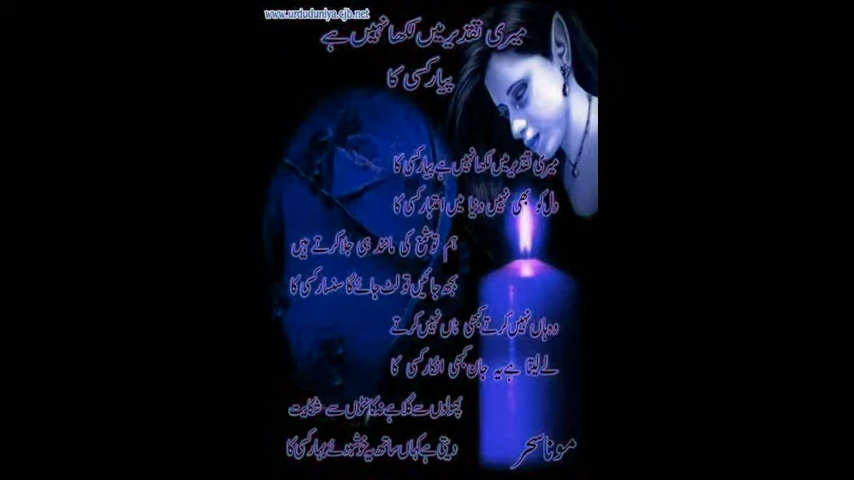 www.urduduniya.cjb.net
میری تقدیر میں لکھا نہیں ہے
پیار کسی کا
میری تقدیر میں لکھا نہیں ہے پیار کسی کا
دل کو بھی نہیں دنیا میں اعتبار کسی کا
ہم تو شمع کی مانند ہی جلا کرتے ہیں
بجھ جائیں تو لٹ جائے گا سنسار کسی کا
وہ ہاں نہیں کرتے کبھی ناں نہیں کرتے
لے لیتا ہے یہ جان کبھی انکار کسی کا
پھولوں سے گلا ہے نہ کانٹوں سے شکایت
دیتی ہے کہاں ساتھ یہ خوشبوئے بہار کسی کا
مونا سحر